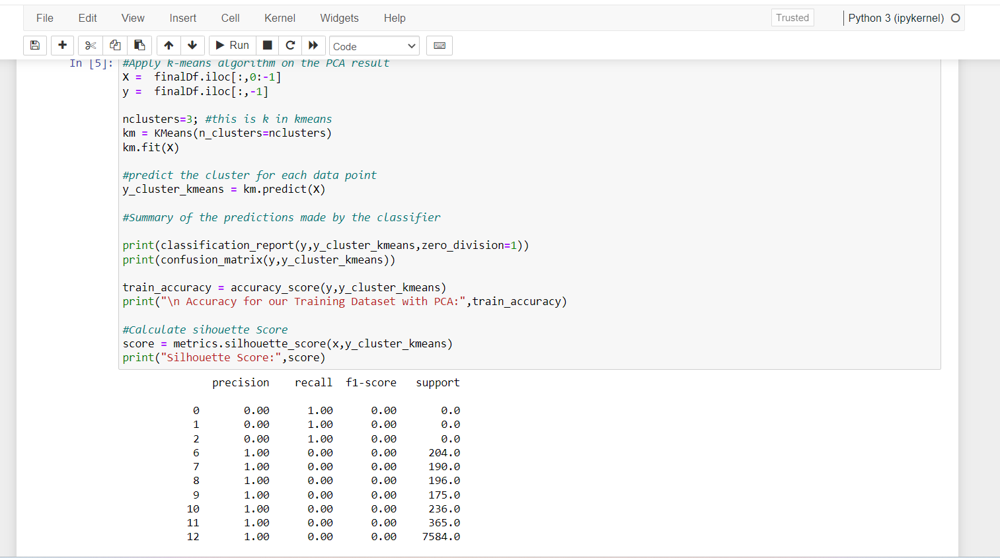 File Edit View Insert Cell Kernel Widgets Help Trusted Python 3 (ipykernel)
Run Code
In [5]: #Apply k-means algorithm on the PCA result
X = finalDf.iloc[:,0:-1]
y = finalDf.iloc[:,-1]
nclusters=3; #this is k in kmeans
km = KMeans(n_clusters=nclusters)
km.fit(X)
#predict the cluster for each data point
y_cluster_kmeans = km.predict(X)
#Summary of the predictions made by the classifier
print(classification_report(y,y_cluster_kmeans,zero_division=1))
print(confusion_matrix(y,y_cluster_kmeans))
train_accuracy = accuracy_score(y,y_cluster_kmeans)
print("\n Accuracy for our Training Dataset with PCA:",train_accuracy)
#Calculate sihouette Score
score = metrics.silhouette_score(x,y_cluster_kmeans)
print("Silhouette Score:",score)
precision recall f1-score support
0 0.00 1.00 0.00 0.0
1 0.00 1.00 0.00 0.0
2 0.00 1.00 0.00 0.0
6 1.00 0.00 0.00 204.0
7 1.00 0.00 0.00 190.0
8 1.00 0.00 0.00 196.0
9 1.00 0.00 0.00 175.0
10 1.00 0.00 0.00 236.0
11 1.00 0.00 0.00 365.0
12 1.00 0.00 0.00 7584.0